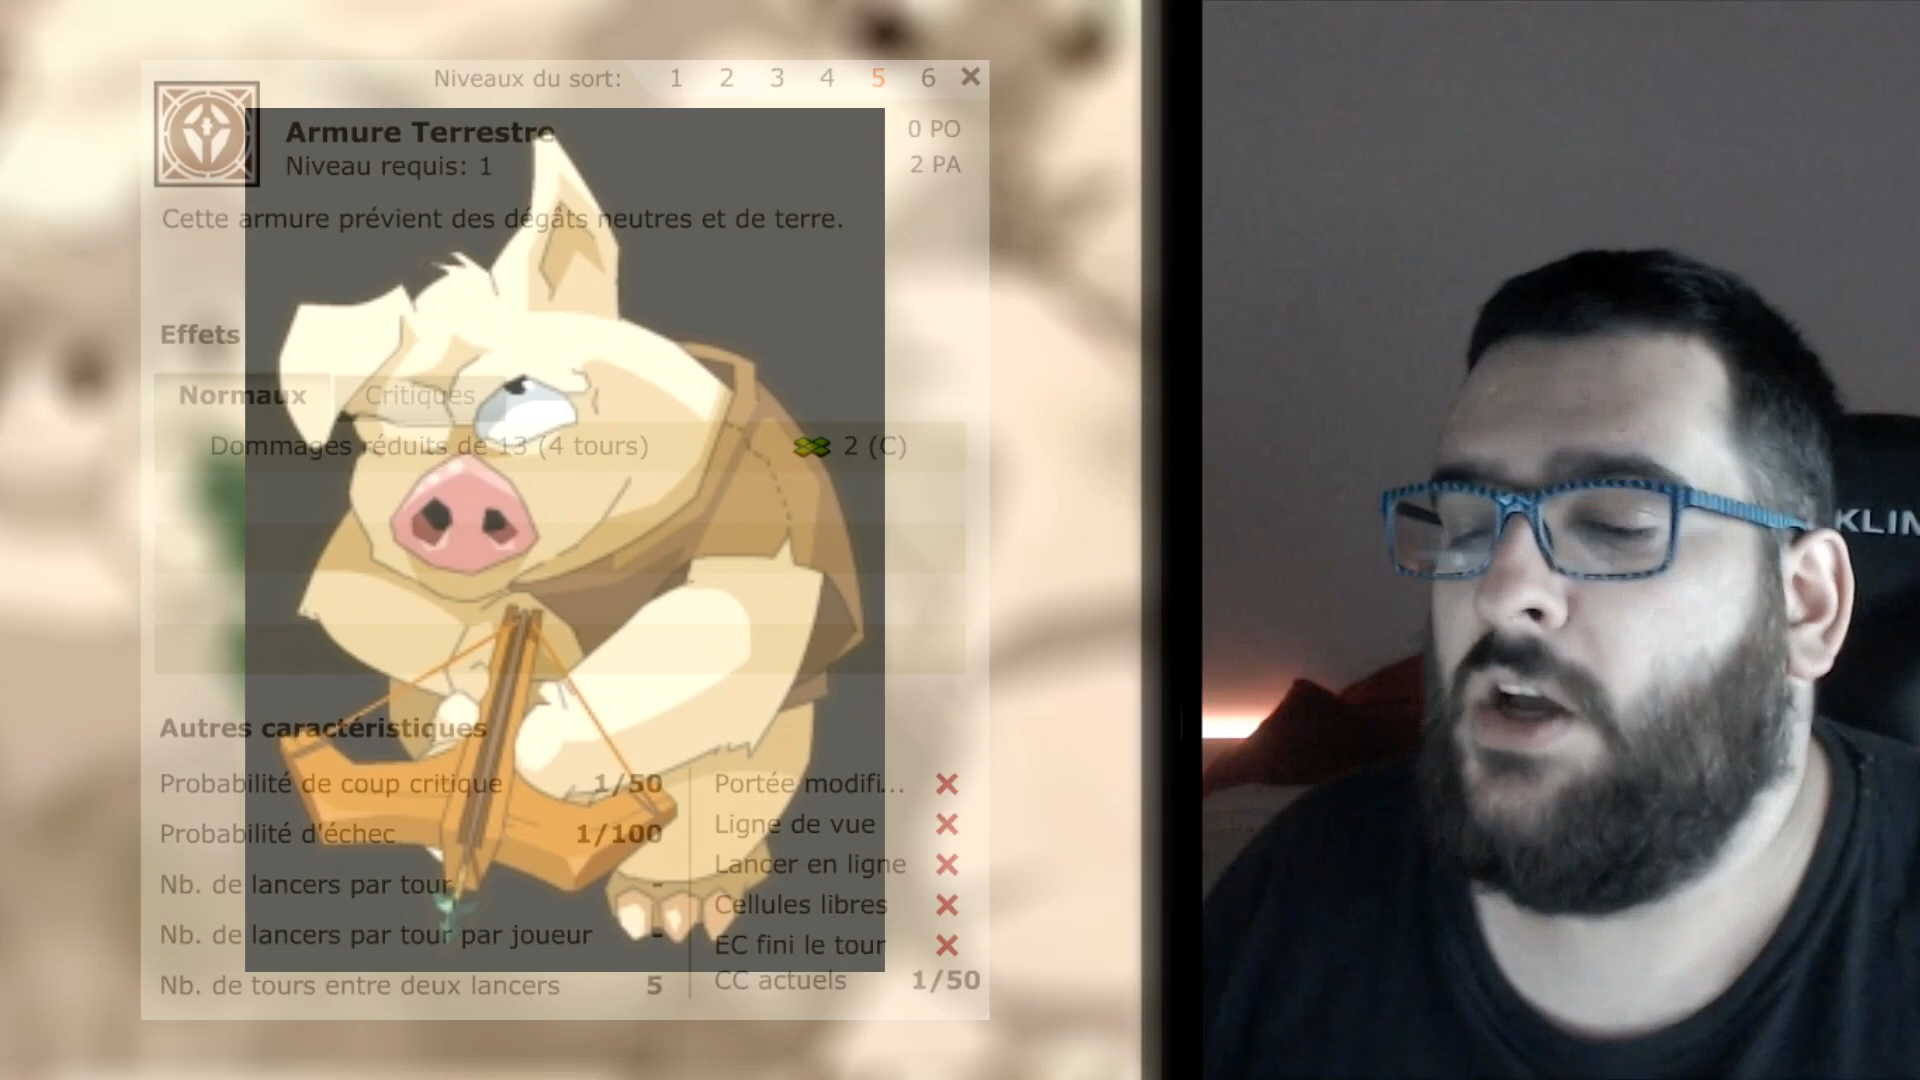 Niveaux du sort: 1 2 3 4 5 6
Armure Terrestre 0 PO
Niveau requis: 1 2 PA
Cette armure prévient des dégâts neutres et de terre.
Effets
Normaux Critiques
Dommages réduits de 13 (4 tours) 2 (C)
KLIM
Autres caractéristiques
Probabilité de coup critique 1/50 Portée modifi...
Probabilité d'échec 1/100 Ligne de vue
Lancer en ligne
Nb. de lancers par tour -
Cellules libres
Nb. de lancers par tour par joueur - EC fini le tour
Nb. de tours entre deux lancers 5 CC actuels 1/50